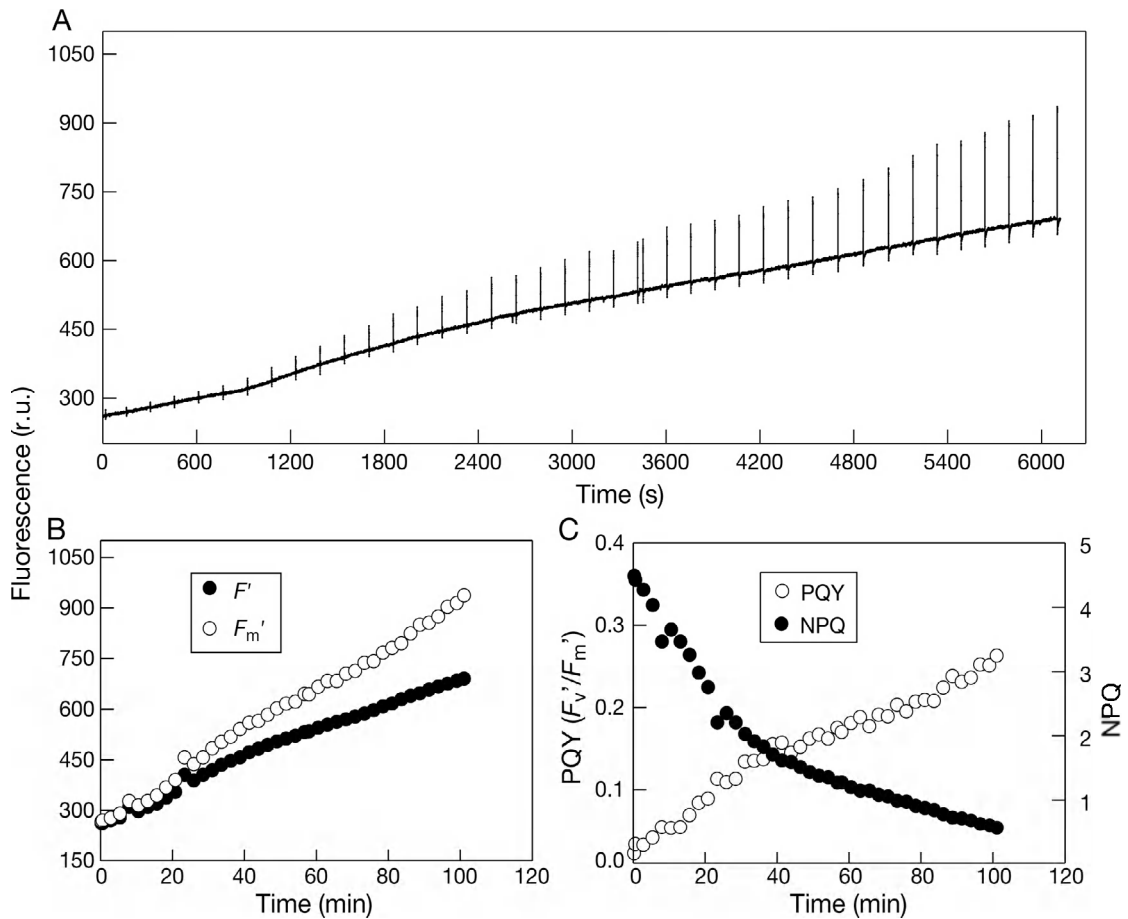 A
1050
900
750
600
450
300
0 600 1200 1800 2400 3000 3600 4200 4800 5400 6000
Time (s)
Fluorescence (r.u.)
B
1050
900
750
600
450
300
150
F'
Fm'
0 20 40 60 80 100 120
Time (min)
C
0.4
0.3
0.2
0.1
0.0
PQY (Fv'/Fm')
PQY
NPQ
5
4
3
2
1
NPQ
0 20 40 60 80 100 120
Time (min)